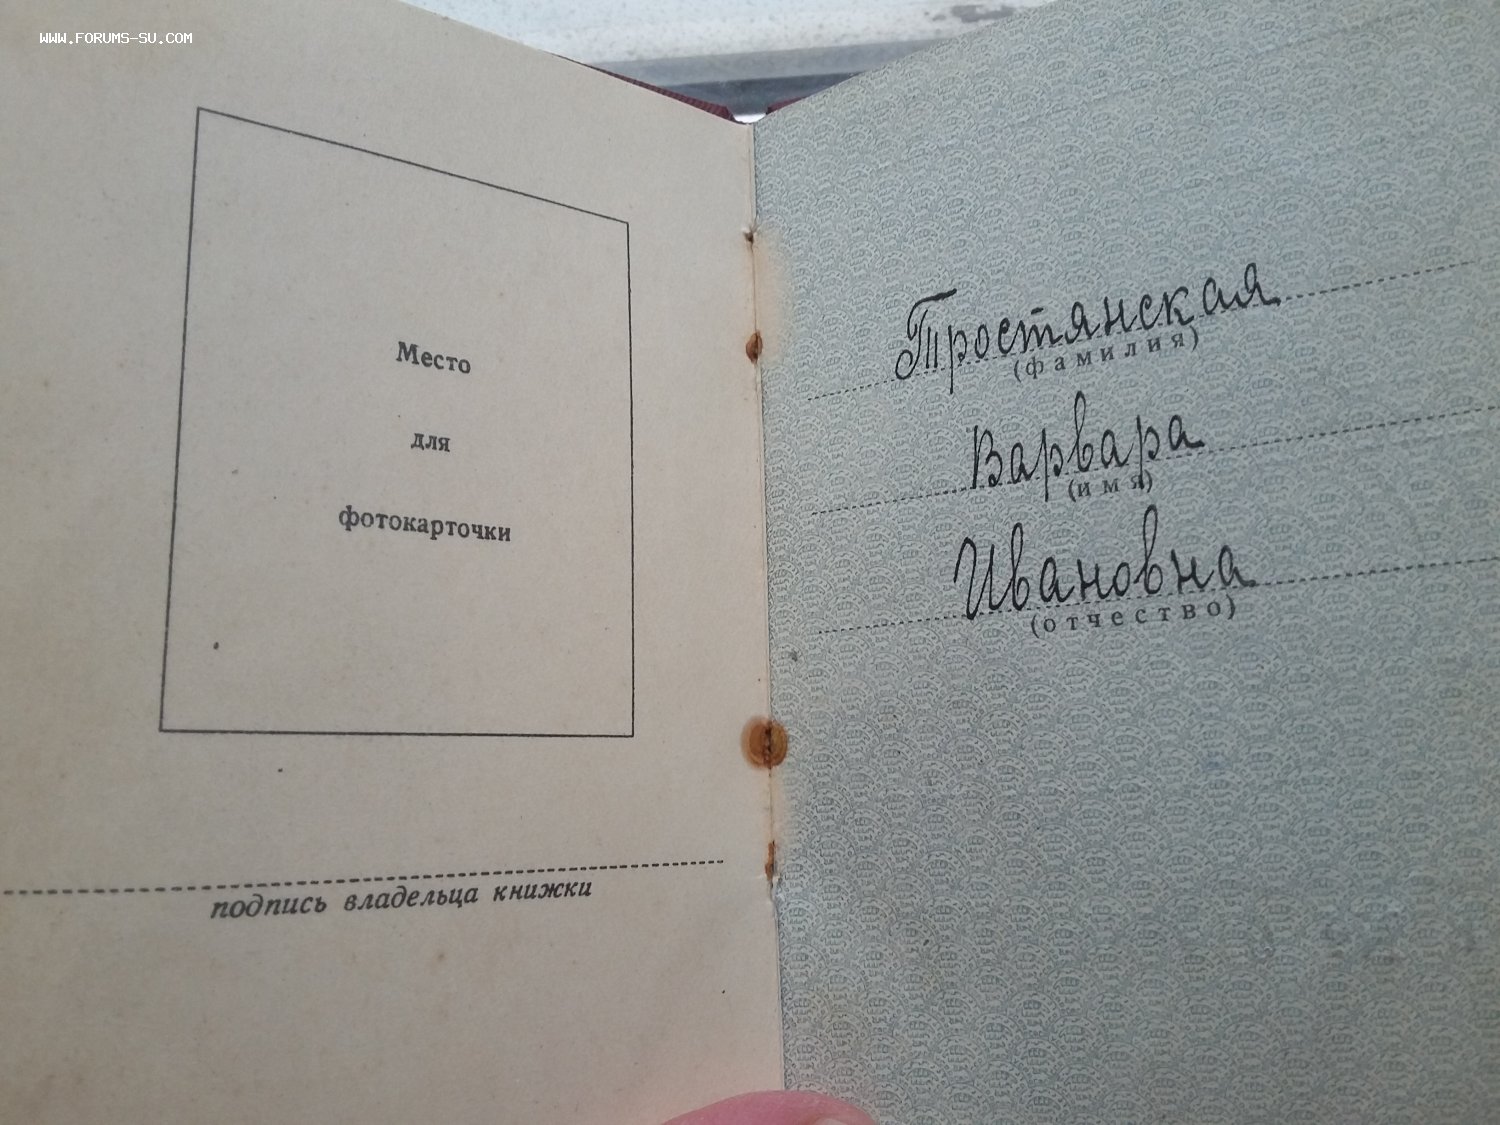 WWW.FORUMS-SU.COM
Место
для
фотокарточки
подпись владельца книжки
Тростянская
(фамилия)
Варвара
(имя)
Ивановна
(отчество)